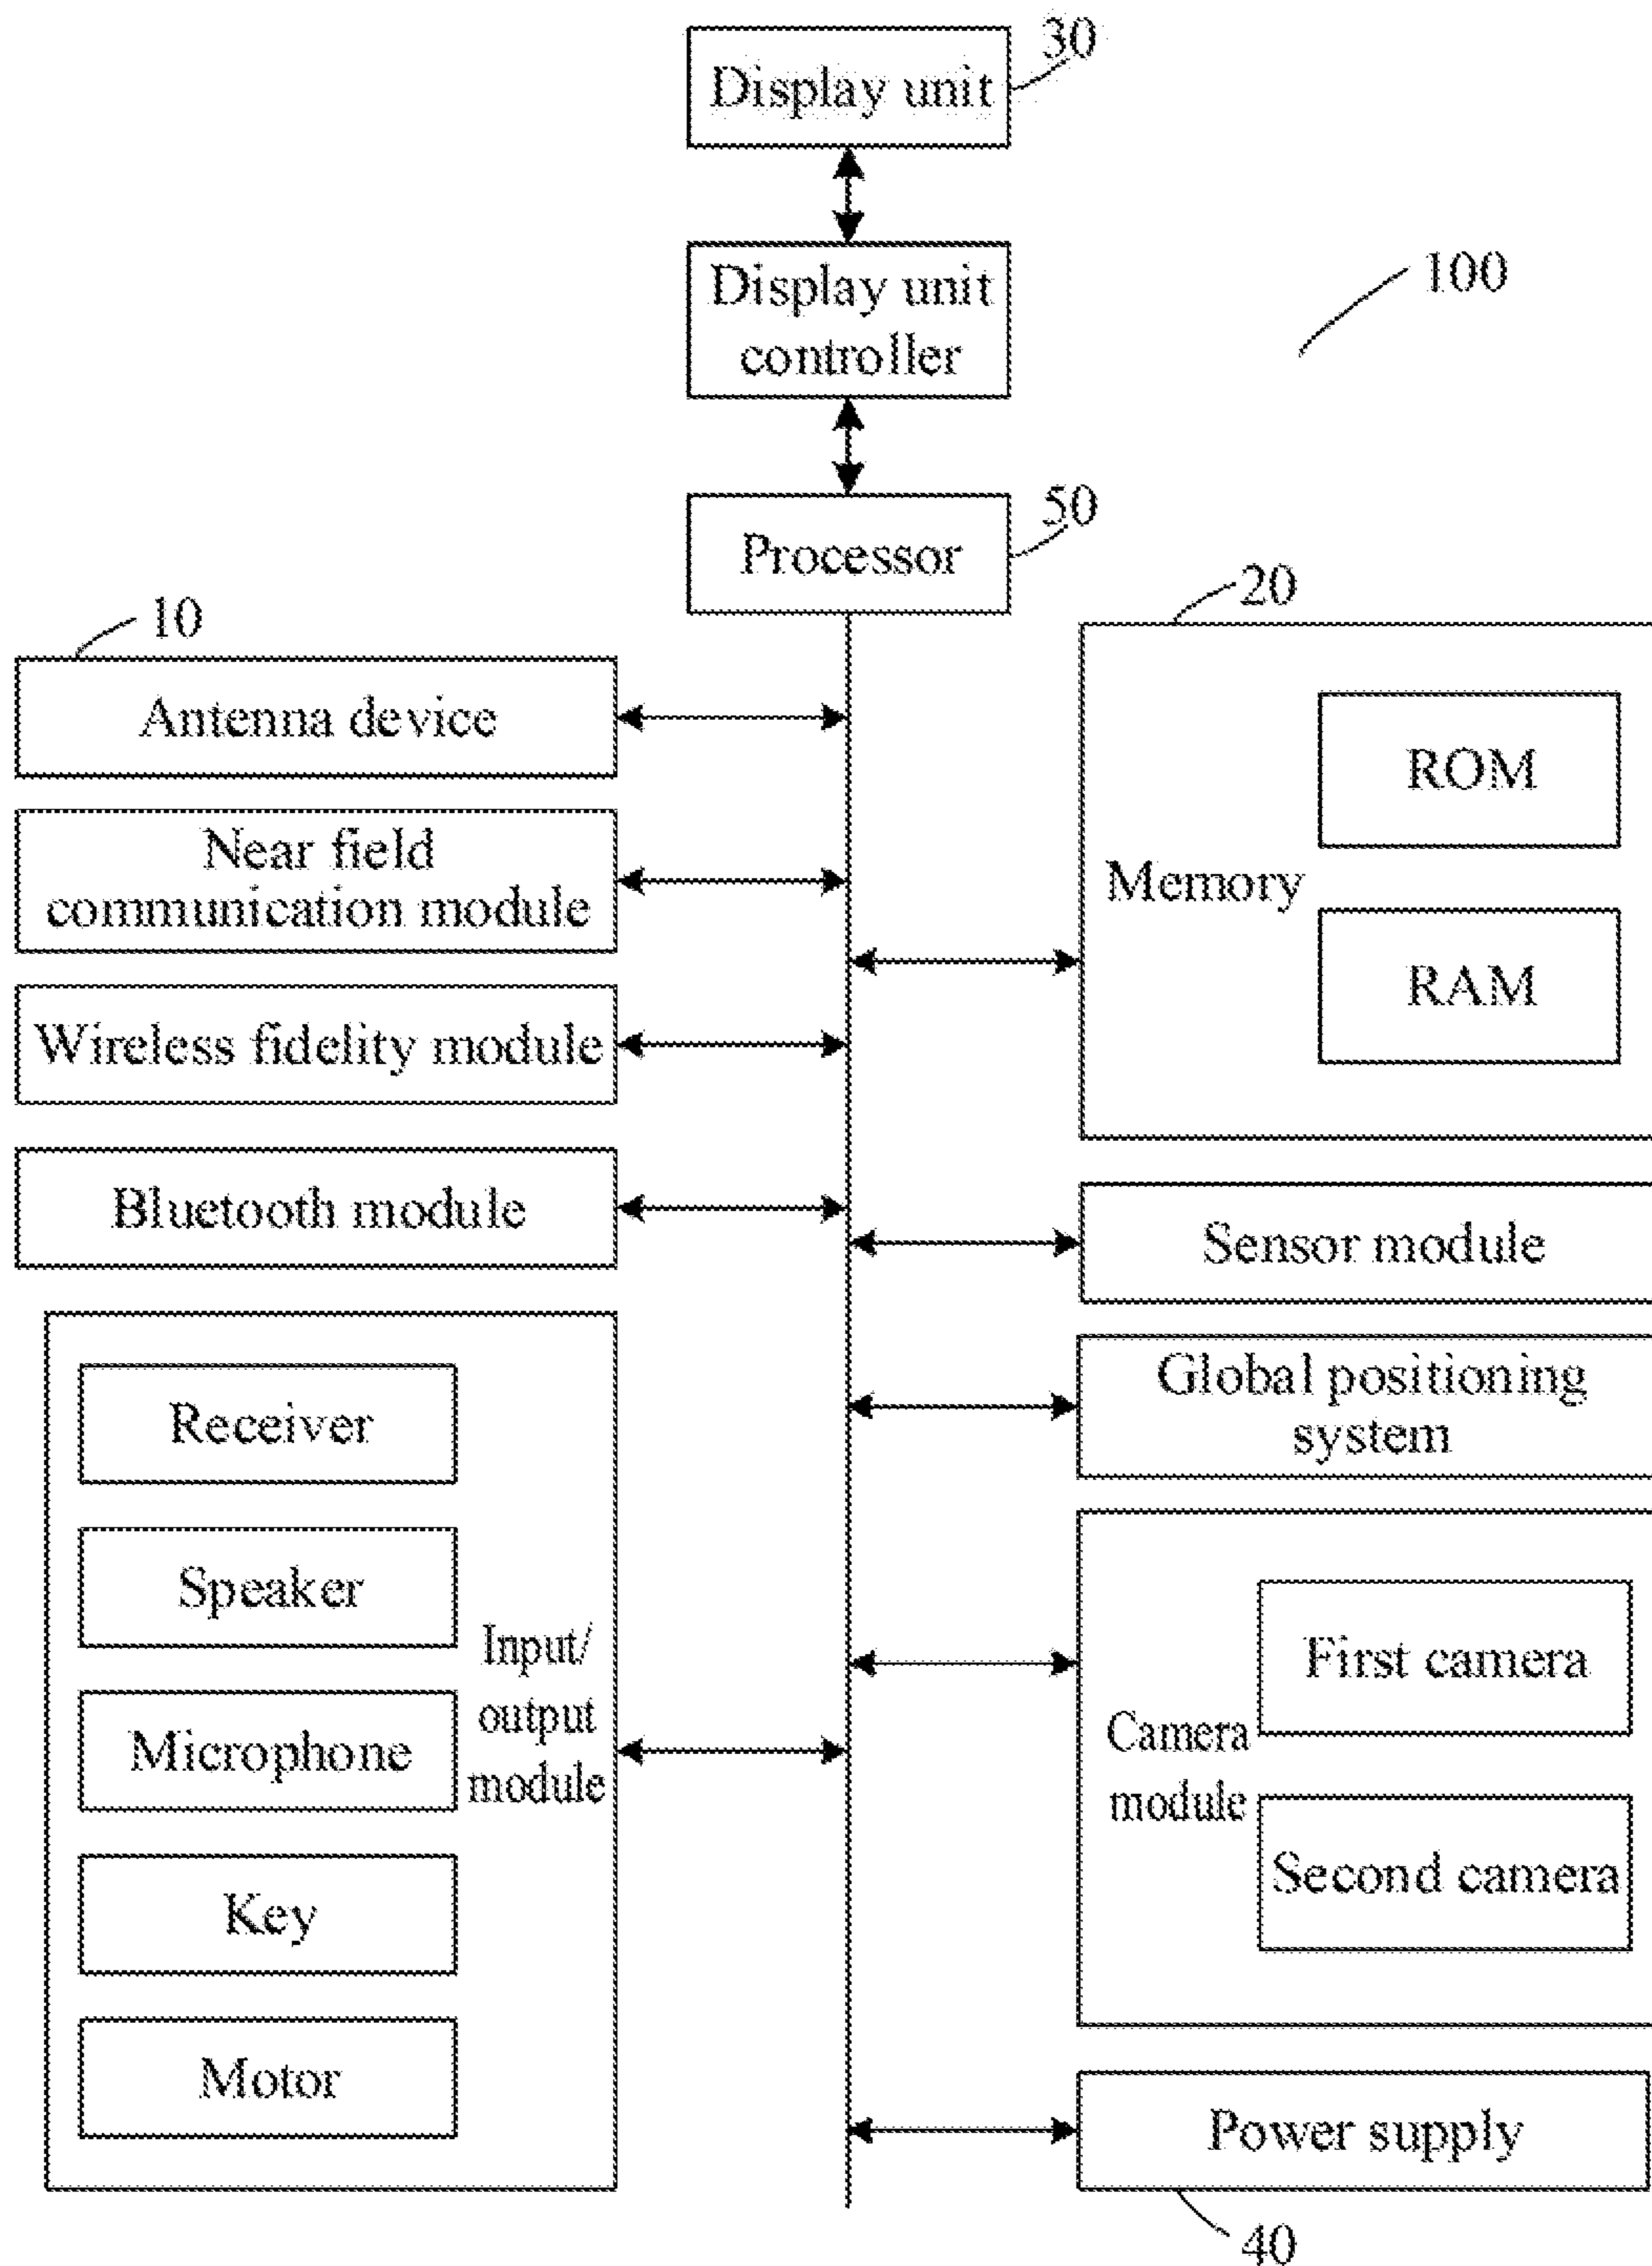 30
Display unit
Display unit
controller
100
50
Processor
10
20
Antenna device
Near field
communication module
Wireless fidelity module
Bluetooth module
Receiver
Speaker
Microphone
Key
Motor
Input/
output
module
Memory
ROM
RAM
Sensor module
Global positioning
system
Camera
module
First camera
Second camera
Power supply
40